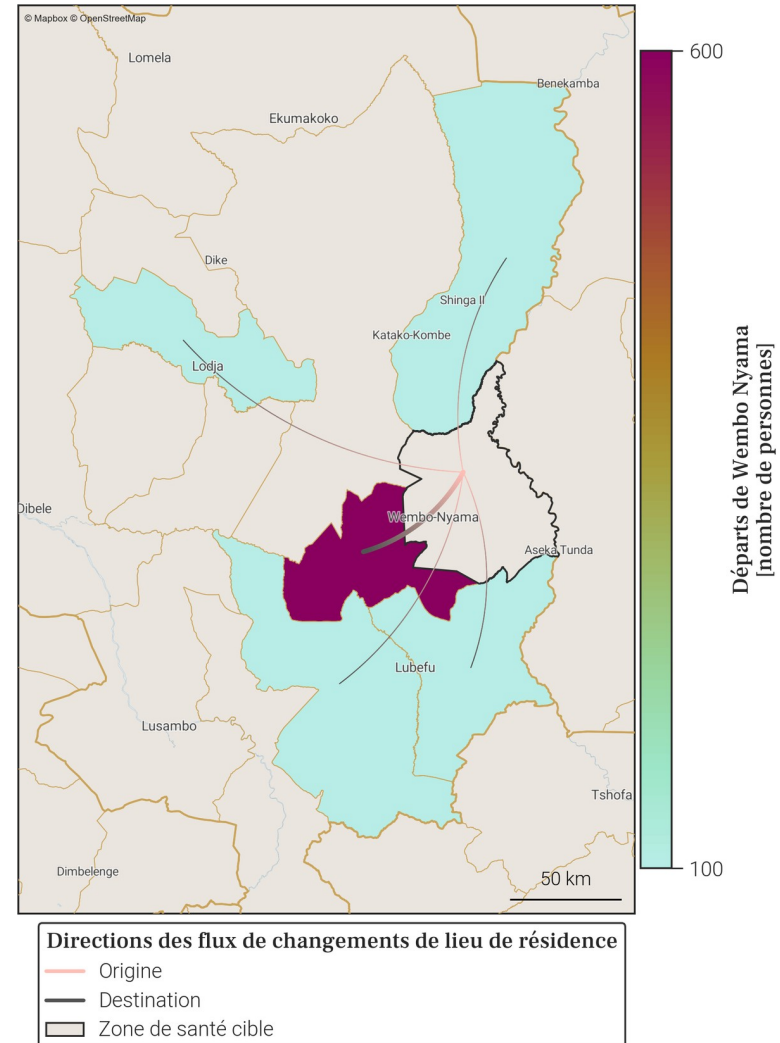 © Mapbox © OpenStreetMap
Lomela
Benekamba
Ekumakoko
Dike
Shinga II
Katako-Kombe
Lodja
Dibele
Wembo-Nyama
Aseka Tunda
Lubefu
Lusambo
Tshofa
Dimbelenge
50 km
600
100
Départs de Wembo Nyama
[nombre de personnes]
Directions des flux de changements de lieu de résidence
Origine
Destination
Zone de santé cible